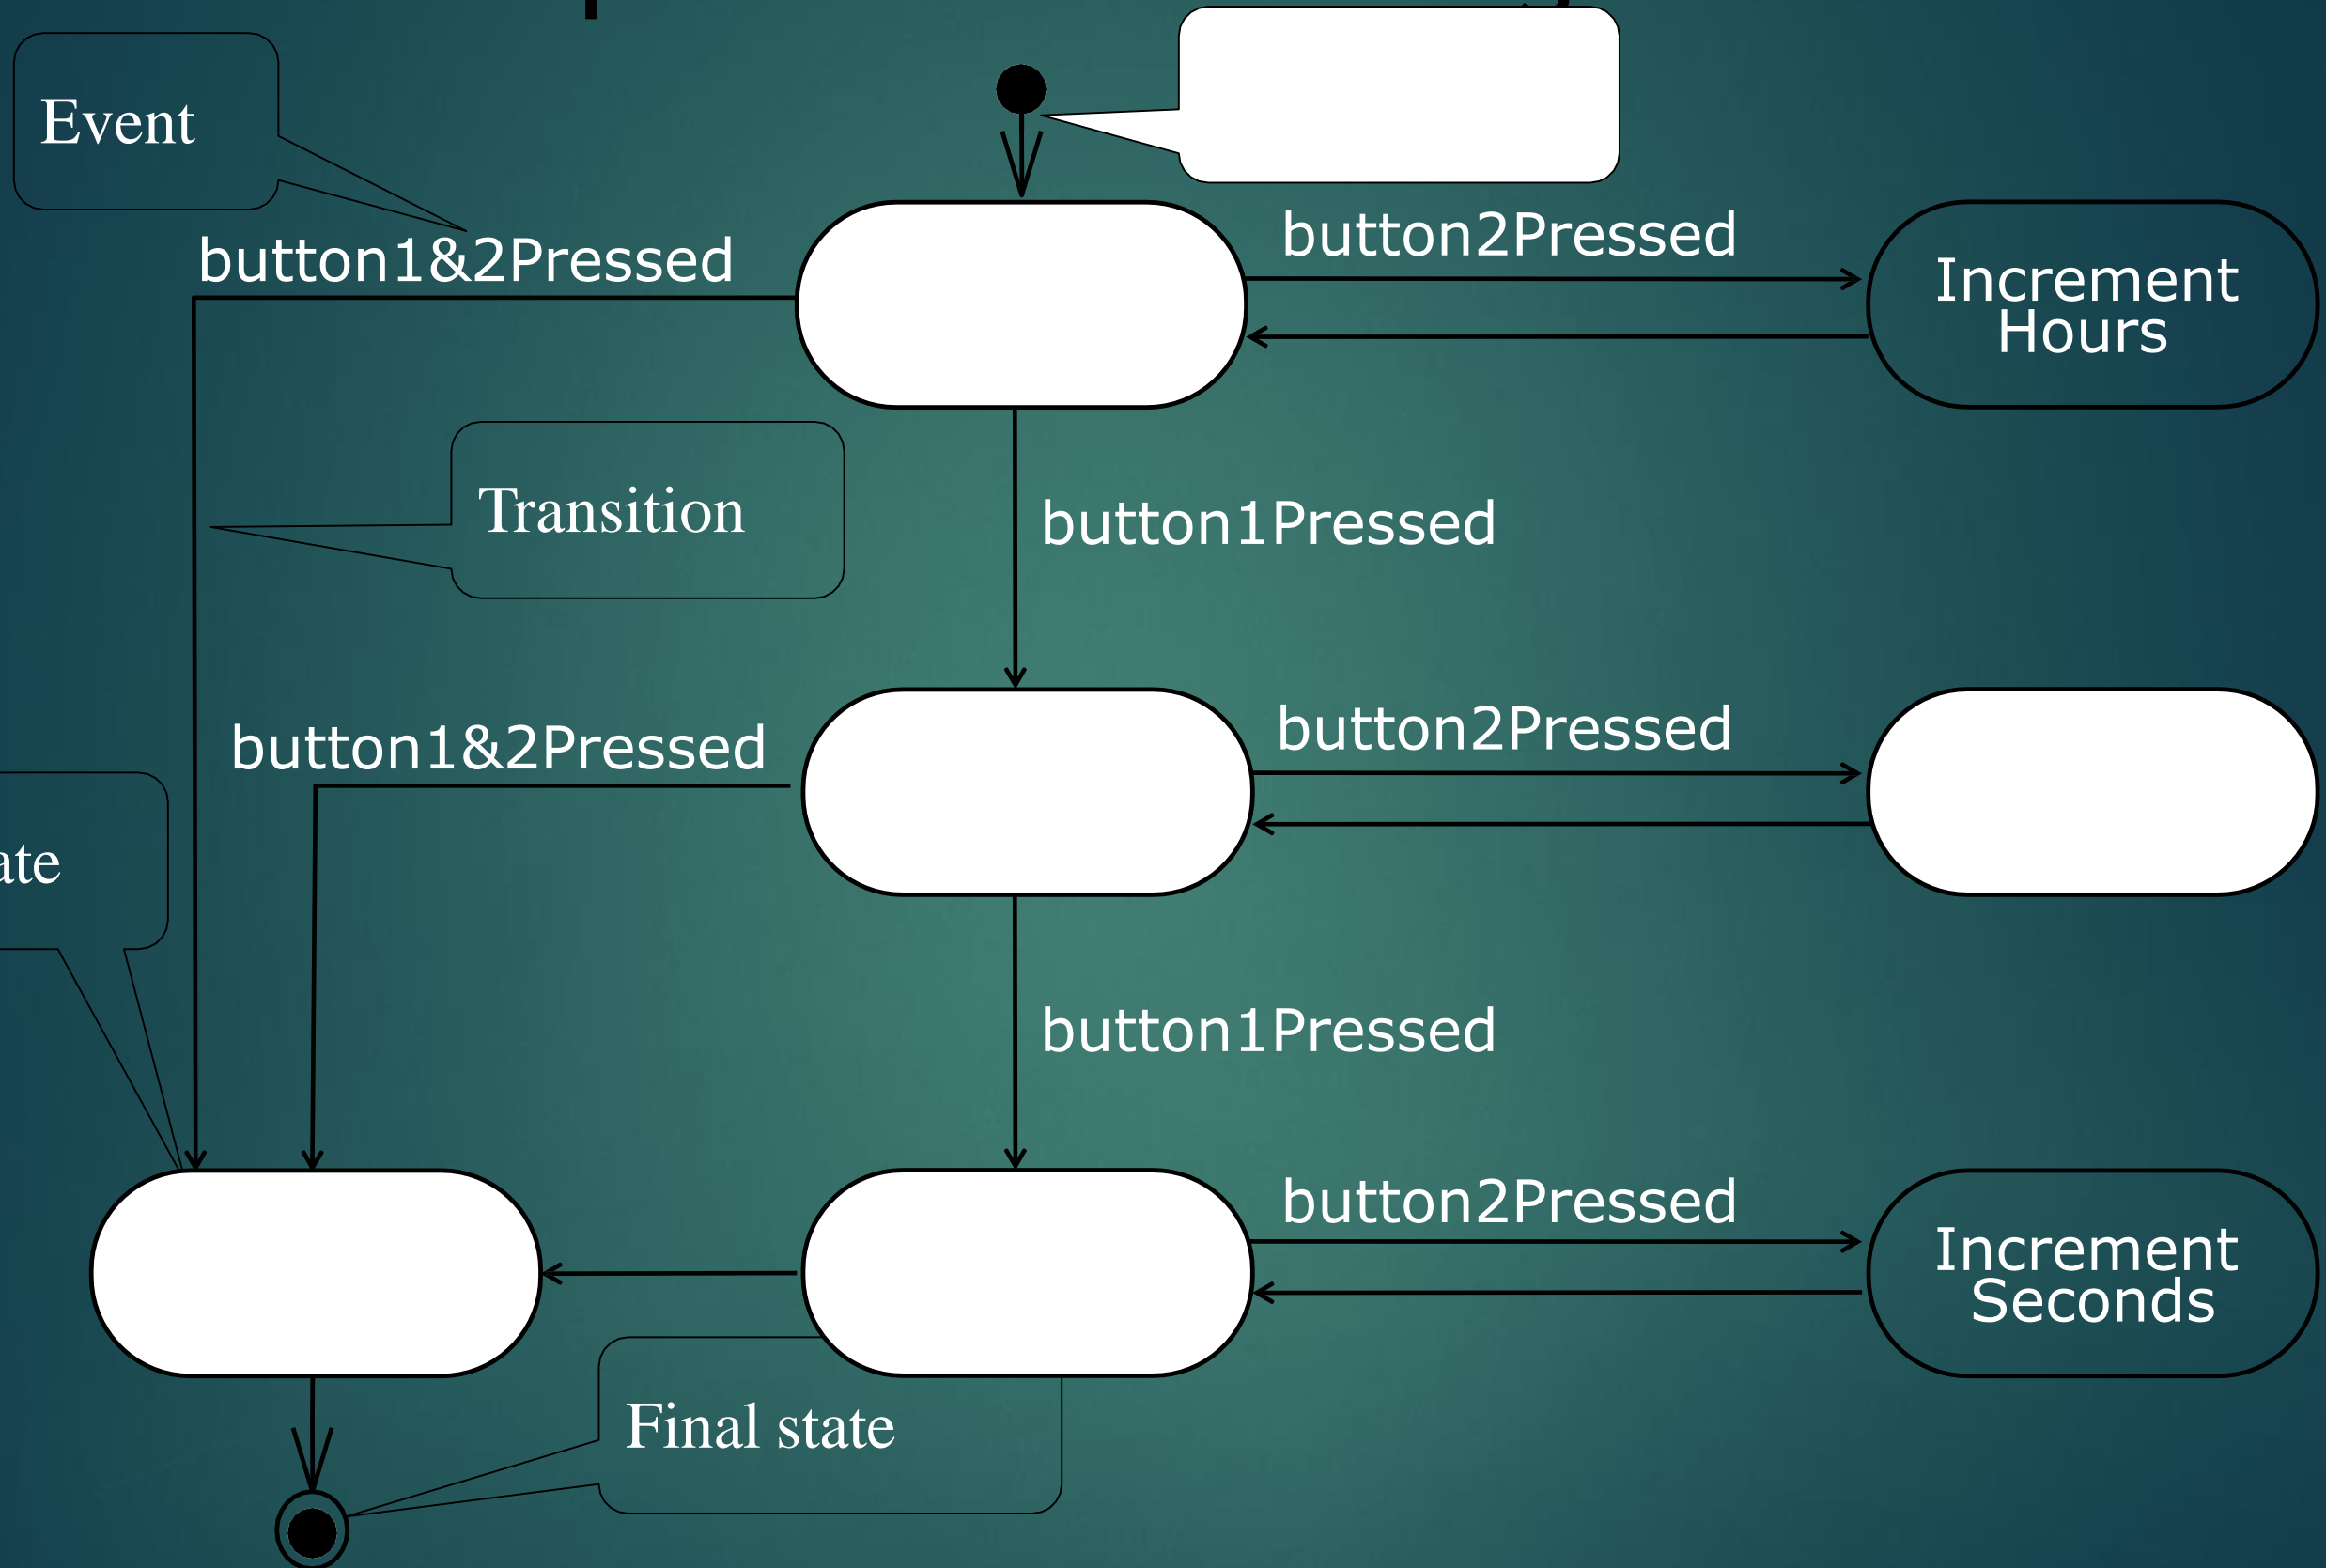 Event
button1&2Pressed
button2Pressed
Increment
Hours
Transition
button1Pressed
button1&2Pressed
button2Pressed
ate
button1Pressed
button2Pressed
Increment
Seconds
Final state